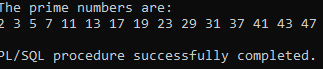 The prime numbers are:
2 3 5 7 11 13 17 19 23 29 31 37 41 43 47
PL/SQL procedure successfully completed.